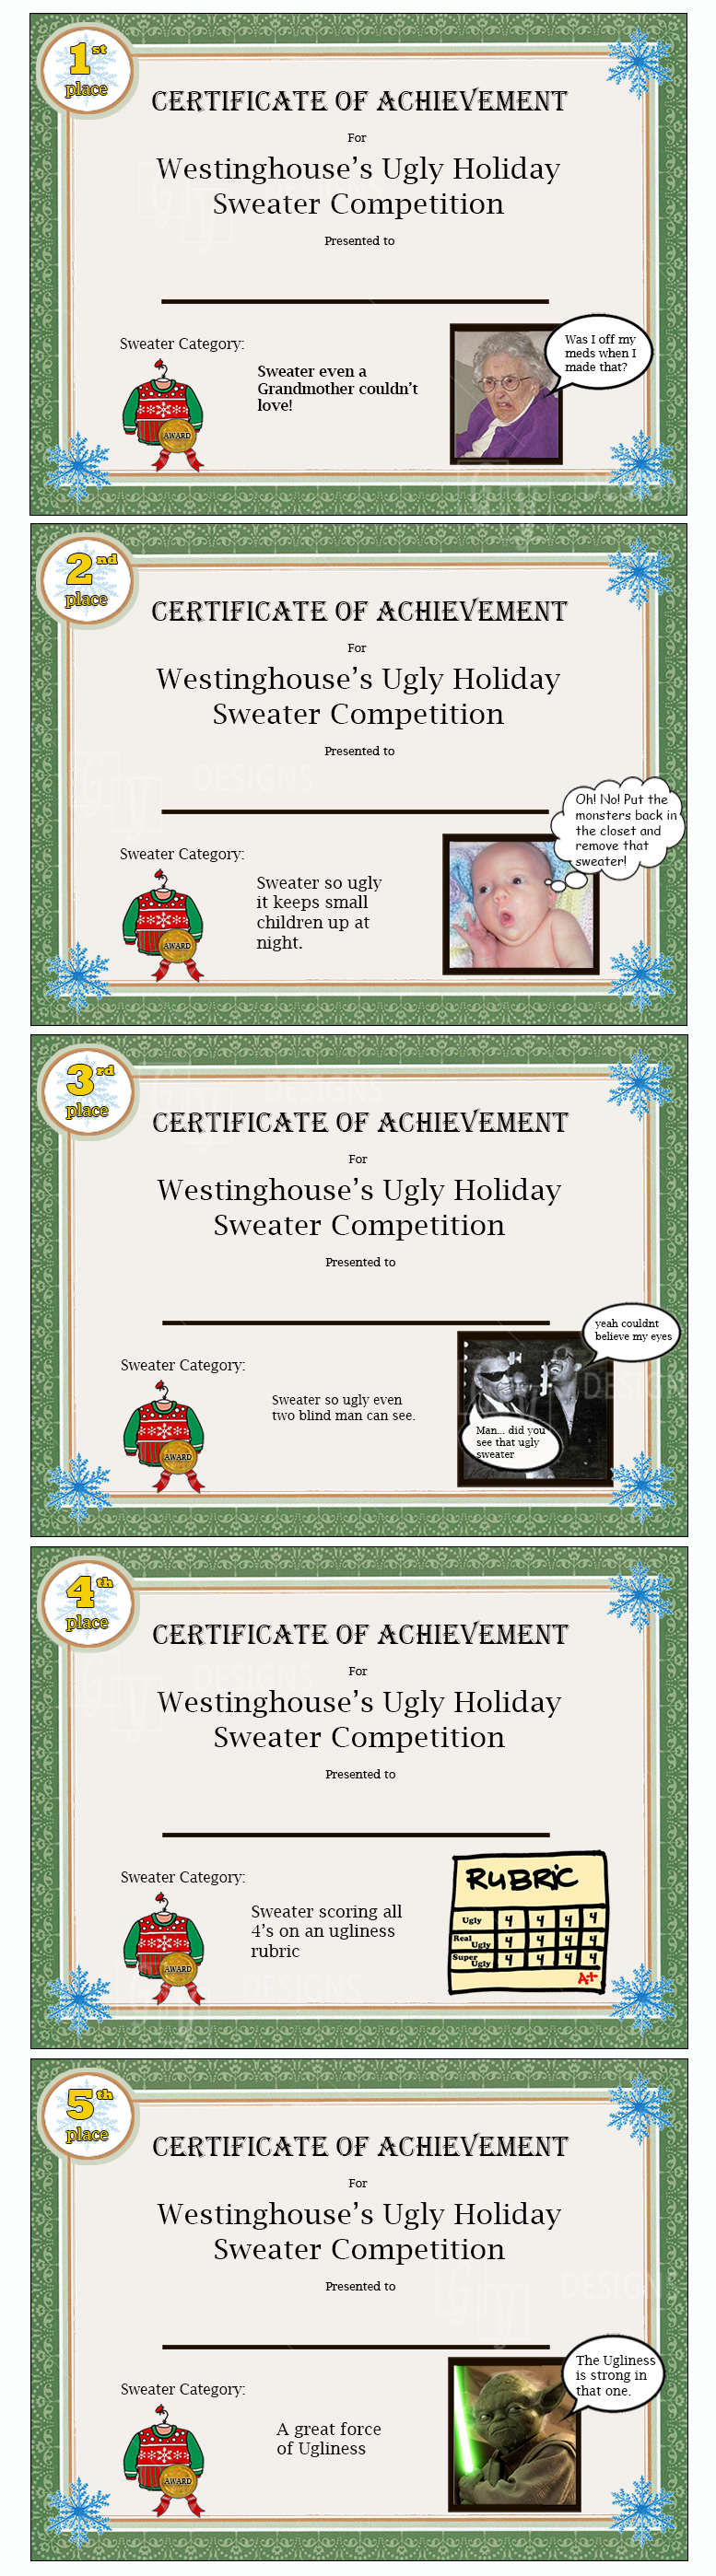 1st
place
CERTIFICATE OF ACHIEVEMENT
For
Westinghouse's Ugly Holiday
Sweater Competition
Presented to
Sweater Category:
Sweater even a
Grandmother couldn't
love!
AWARD
Was I off my
meds when I
made that?
2nd
place
CERTIFICATE OF ACHIEVEMENT
For
Westinghouse's Ugly Holiday
Sweater Competition
Presented to
DESIGNS
Sweater Category:
Sweater so ugly
it keeps small
children up at
night.
AWARD
Oh! No! Put the
monsters back in
the closet and
remove that
sweater!
3rd
place
DESIGNS
CERTIFICATE OF ACHIEVEMENT
For
Westinghouse's Ugly Holiday
Sweater Competition
Presented to
Sweater Category:
Sweater so ugly even
two blind man can see.
AWARD
yeah couldnt
believe my eyes
Man... did you
see that ugly
sweater
4th
place
CERTIFICATE OF ACHIEVEMENT
For
DESIGNS
Westinghouse's Ugly Holiday
Sweater Competition
Presented to
Sweater Category:
Sweater scoring all
4's on an ugliness
rubric
AWARD
RUBRIC
Ugly 4 4 4 4
Real Ugly 4 4 4 4
Super Ugly 4 4 4 4
A+
5th
place
CERTIFICATE OF ACHIEVEMENT
For
Westinghouse's Ugly Holiday
Sweater Competition
Presented to
DESIGNS
Sweater Category:
A great force
of Ugliness
AWARD
The Ugliness
is strong in
that one.